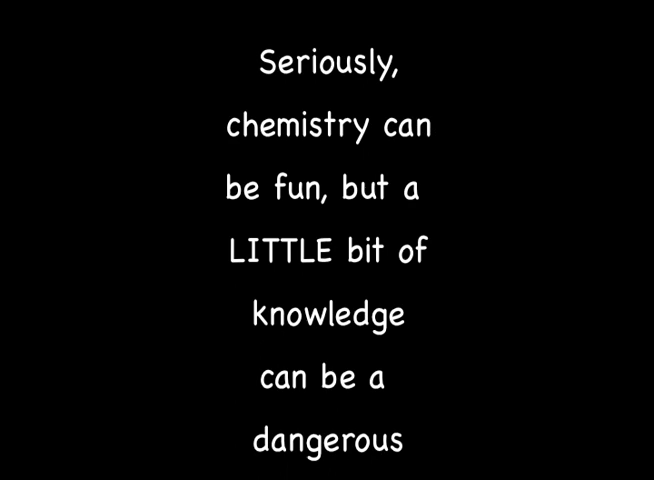 Seriously,
chemistry can
be fun, but a
LITTLE bit of
knowledge
can be a
dangerous